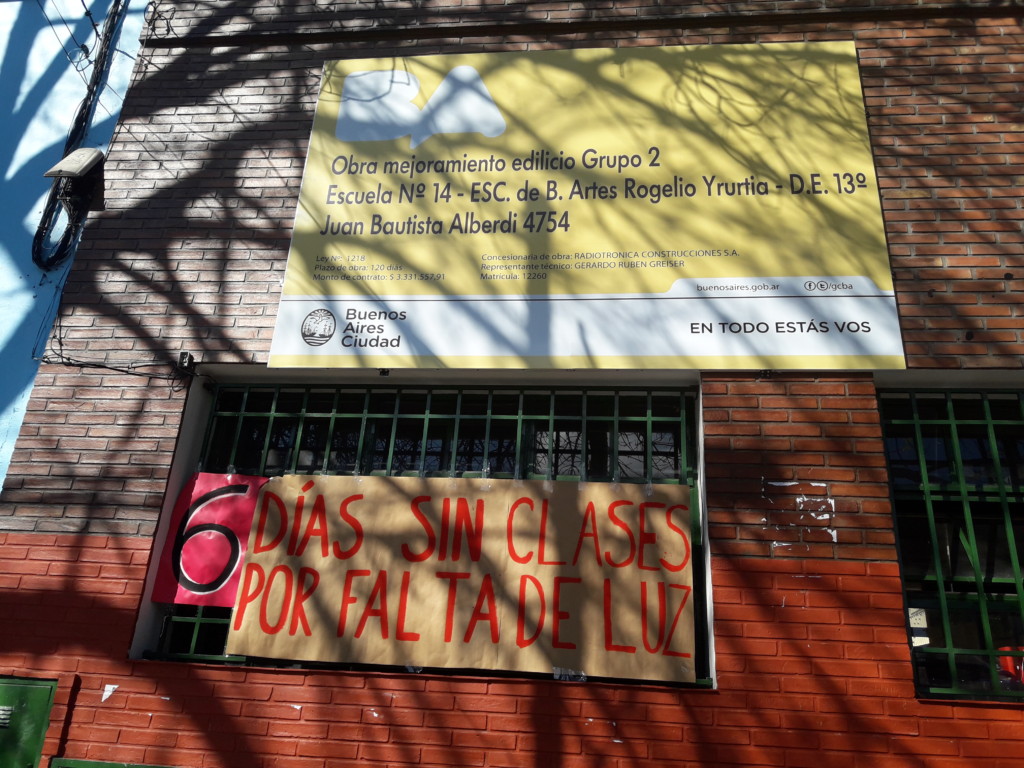 BA
Obra mejoramiento edilicio Grupo 2
Escuela Nº 14 - ESC. de B. Artes Rogelio Yrurtia - D.E. 13º
Juan Bautista Alberdi 4754
Ley Nº: 1218
Plazo de obra: 120 días
Monto de contrato: $ 3.331.557,91
Concesionaria de obra: RADIOTRONICA CONSTRUCCIONES S.A.
Representante técnico: GERARDO RUBEN GREISER
Matrícula: 12260
buenosaires.gob.ar
/gcba
Buenos
Aires
Ciudad
EN TODO ESTÁS VOS
6 DÍAS SIN CLASES
POR FALTA DE LUZ